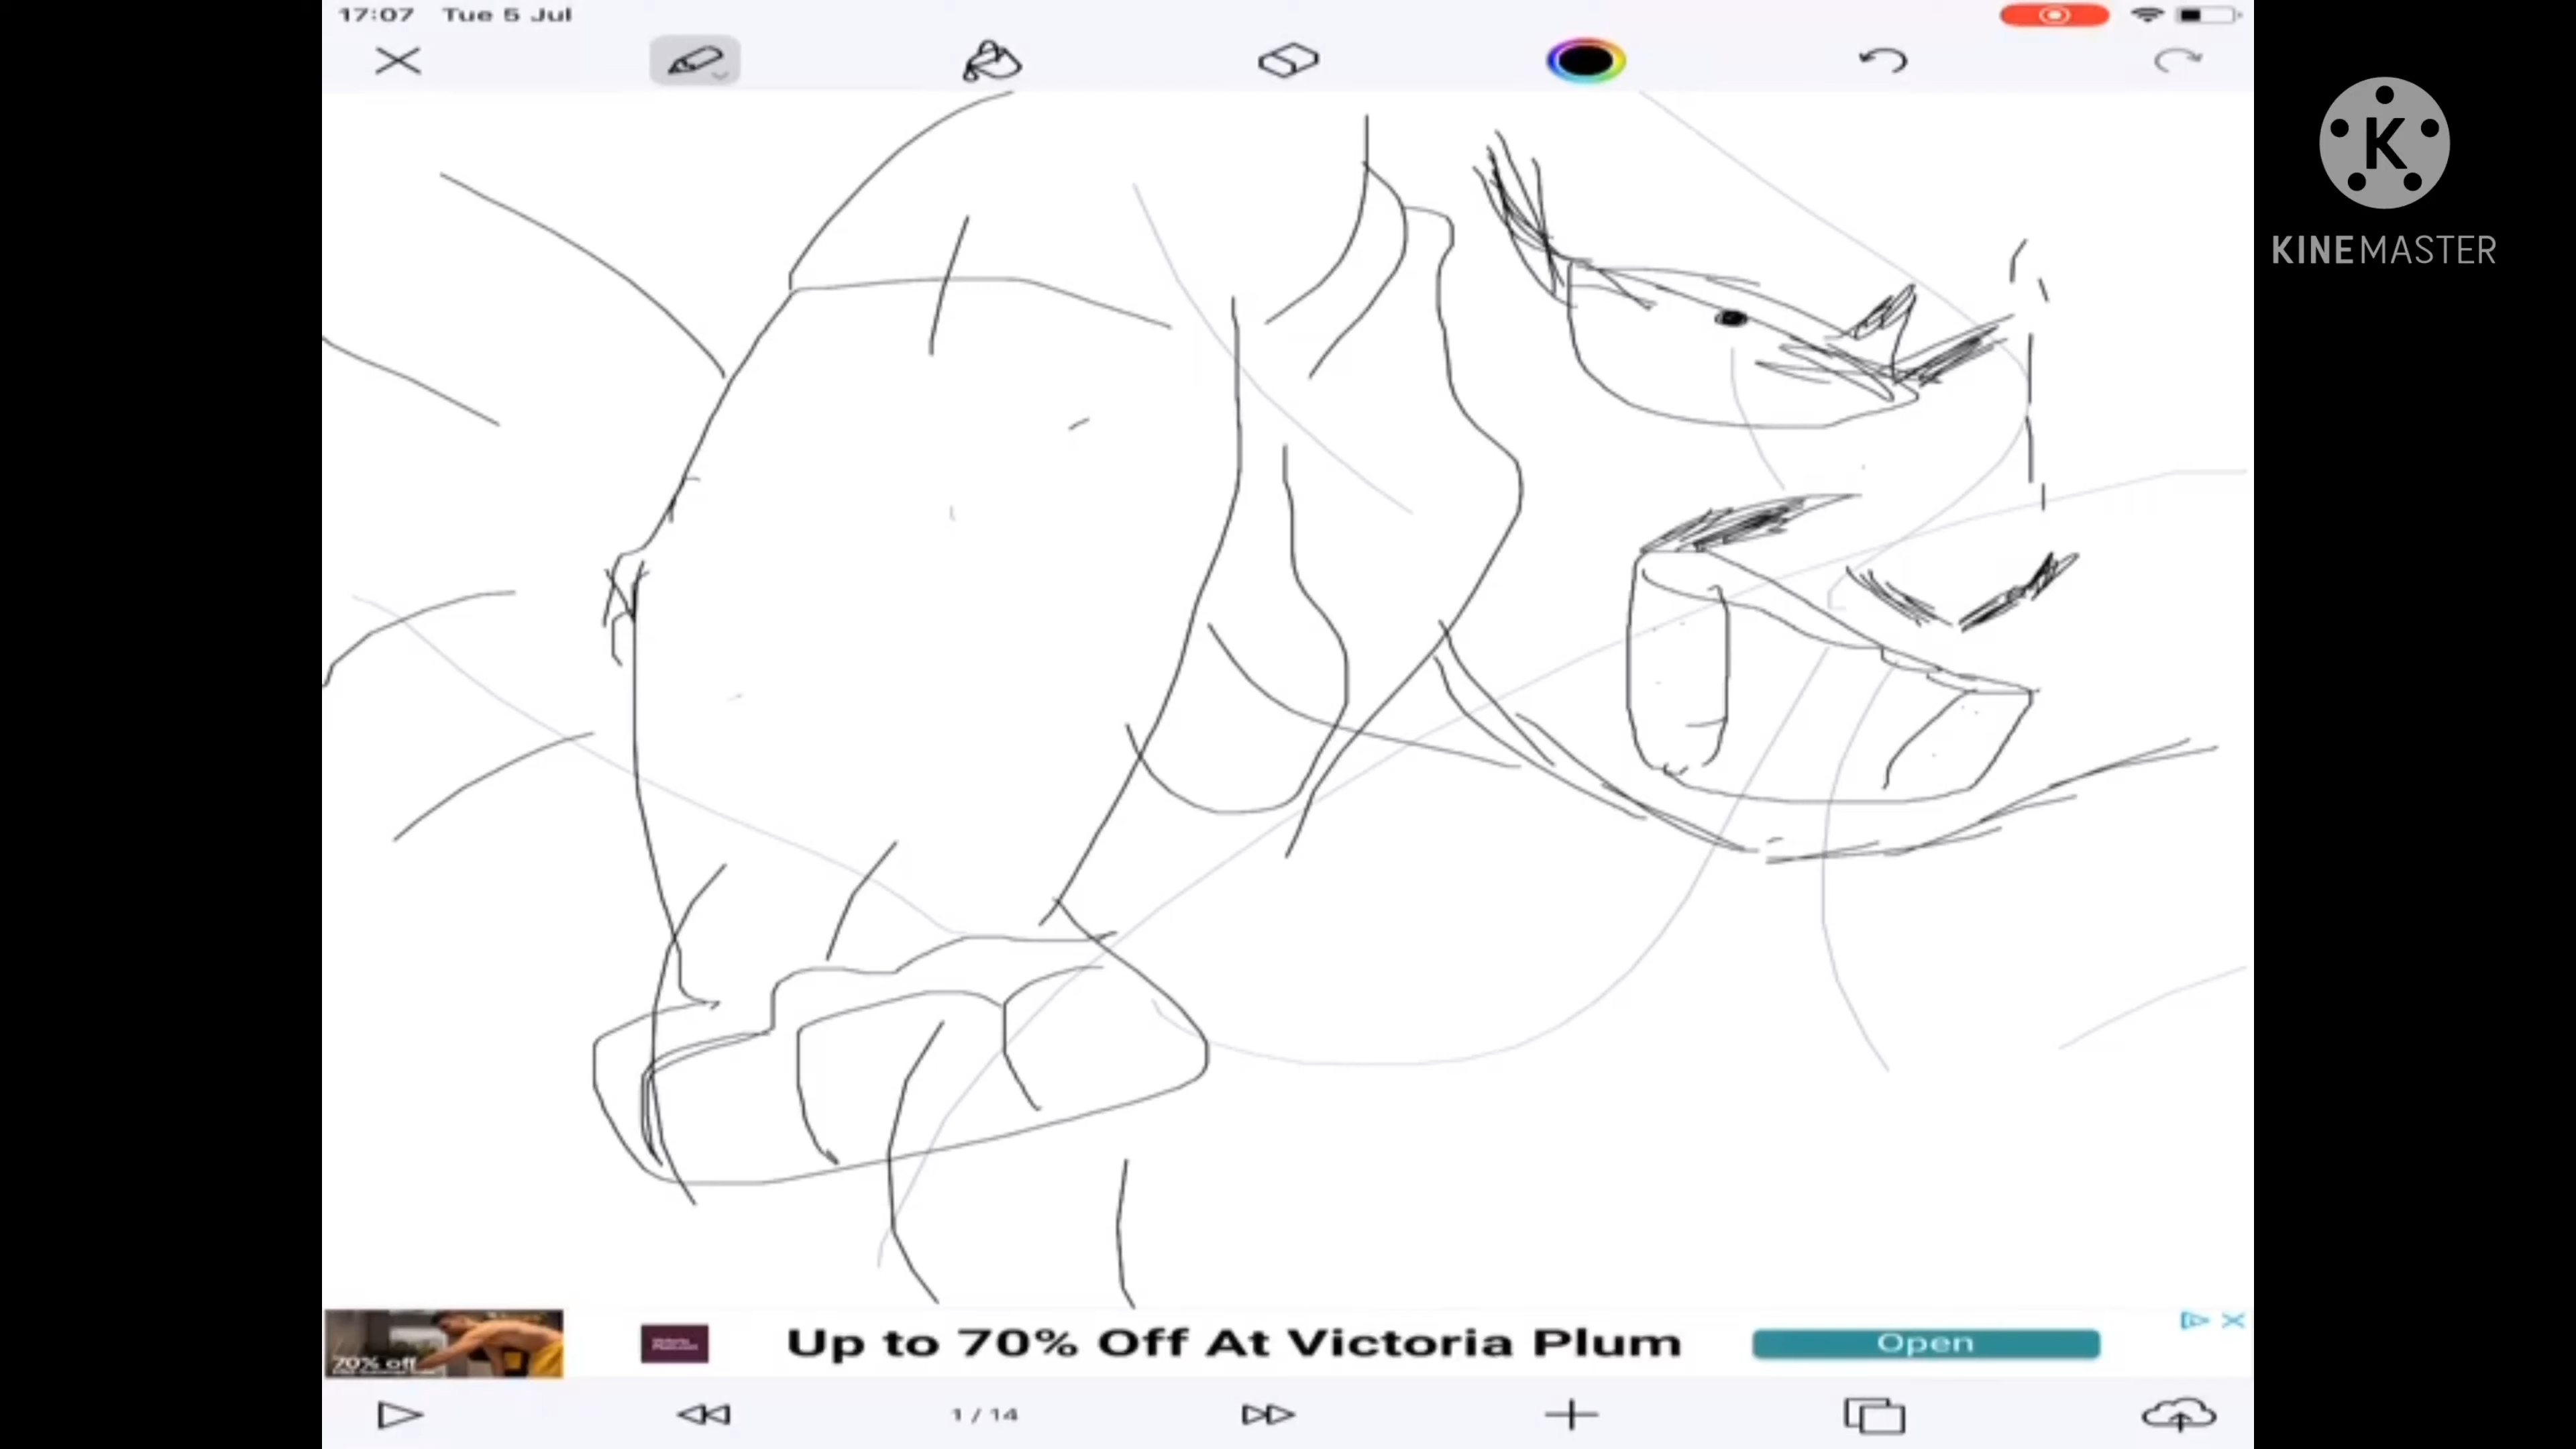 17:07 Tue 5 Jul
K
KINEMASTER
70% off
Up to 70% Off At Victoria Plum
Open
1 / 14